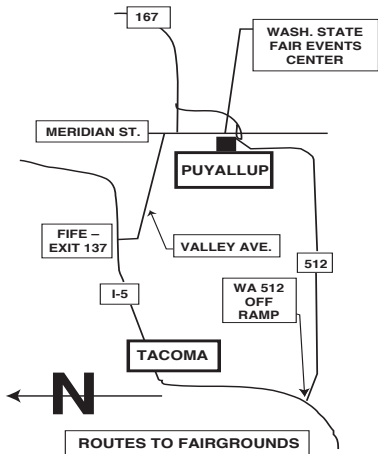 167
WASH. STATE
FAIR EVENTS
CENTER
MERIDIAN ST.
PUYALLUP
FIFE –
EXIT 137
VALLEY AVE.
512
I-5
WA 512
OFF
RAMP
TACOMA
N
ROUTES TO FAIRGROUNDS